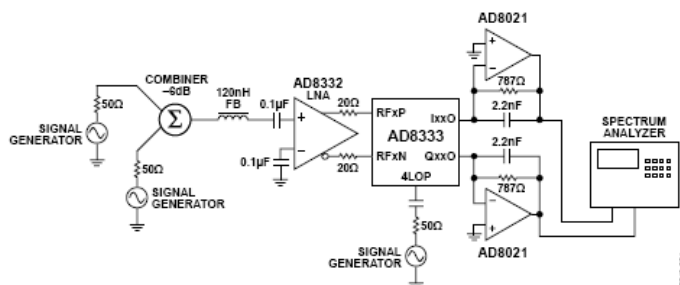 AD8021
COMBINER
–6dB
120nH
FB
AD8332
LNA
787Ω
50Ω
0.1µF
20Ω
2.2nF
RFxP
IxxO
SPECTRUM
ANALYZER
AD8333
SIGNAL
GENERATOR
Σ
2.2nF
0.1µF
20Ω
RFxN
QxxO
50Ω
4LOP
787Ω
SIGNAL
GENERATOR
50Ω
SIGNAL
GENERATOR
AD8021